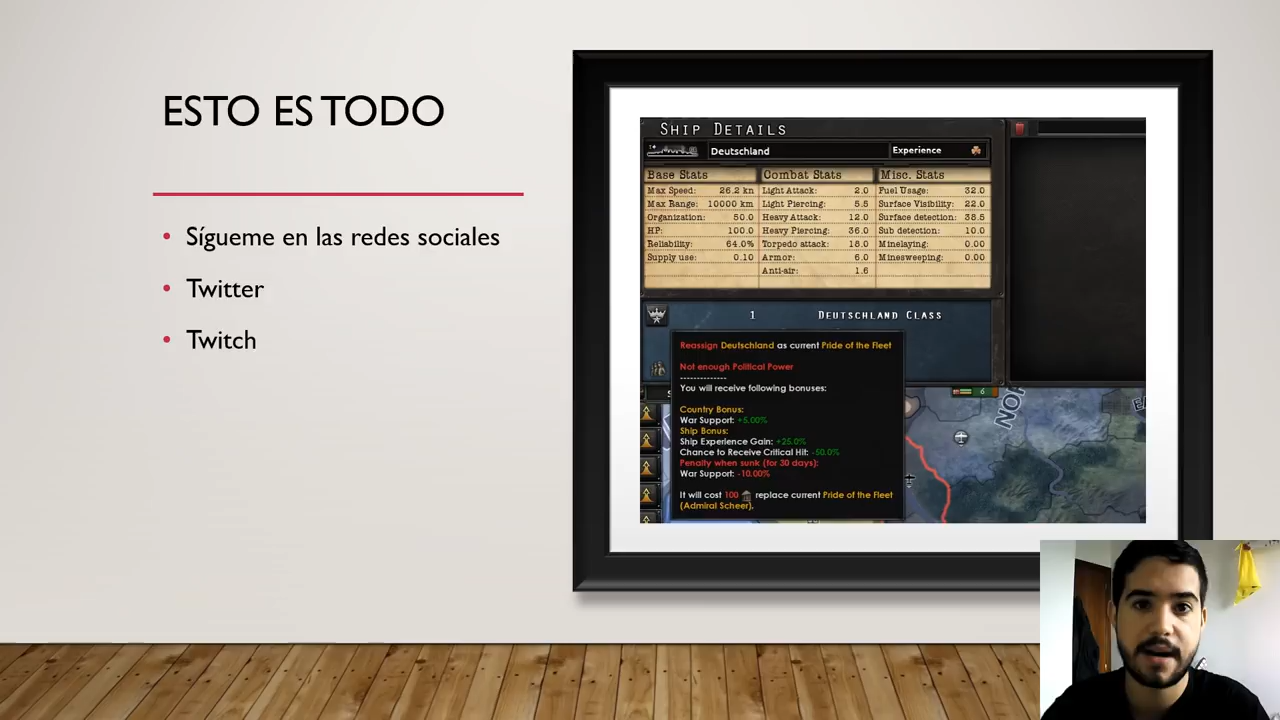 ESTO ES TODO
• Sígueme en las redes sociales
• Twitter
• Twitch
SHIP DETAILS
Deutschland
Experience
Base Stats
Max Speed: 26.2 kn
Max Range: 10000 km
Organization: 50.0
HP: 100.0
Reliability: 64.0%
Supply use: 0.10
Combat Stats
Light Attack: 2.0
Light Piercing: 5.5
Heavy Attack: 12.0
Heavy Piercing: 36.0
Torpedo attack: 18.0
Armor: 6.0
Anti-air: 1.6
Misc. Stats
Fuel Usage: 32.0
Surface Visibility: 22.0
Surface detection: 38.5
Sub detection: 10.0
Minelaying: 0.00
Minesweeping: 0.00
1 DEUTSCHLAND CLASS
Reassign Deutschland as current Pride of the Fleet
Not enough Political Power
--------------
You will receive following bonuses:
Country Bonus:
War Support: +5.00%
Ship Bonus:
Ship Experience Gain: +25.0%
Chance to Receive Critical Hit: -50.0%
Penalty when sunk (for 30 days):
War Support: -10.00%
It will cost 100 replace current Pride of the Fleet
(Admiral Scheer).
6
NOR